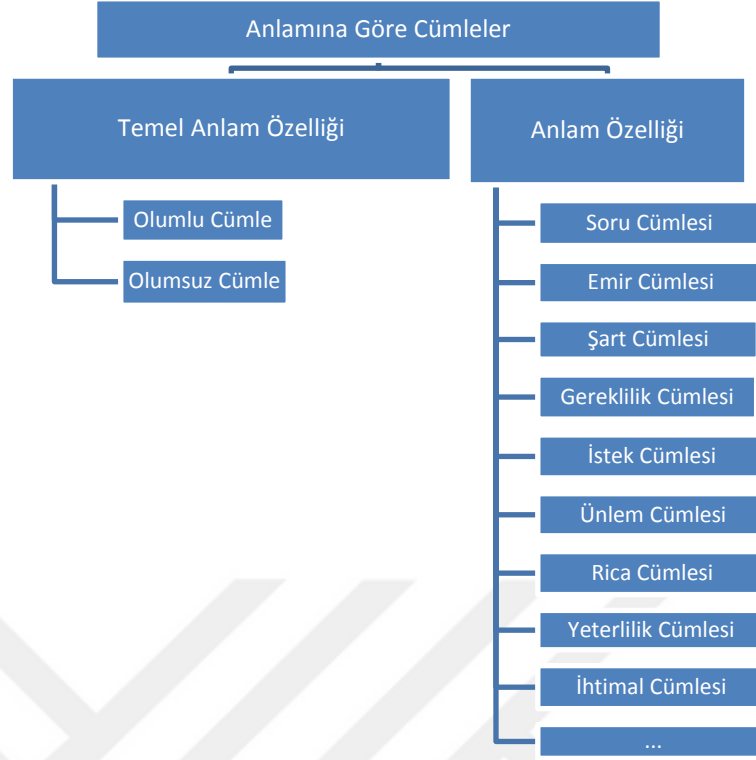 Anlamına Göre Cümleler
Temel Anlam Özelliği
Olumlu Cümle
Olumsuz Cümle
Anlam Özelliği
Soru Cümlesi
Emir Cümlesi
Şart Cümlesi
Gereklilik Cümlesi
İstek Cümlesi
Ünlem Cümlesi
Rica Cümlesi
Yeterlilik Cümlesi
İhtimal Cümlesi
...